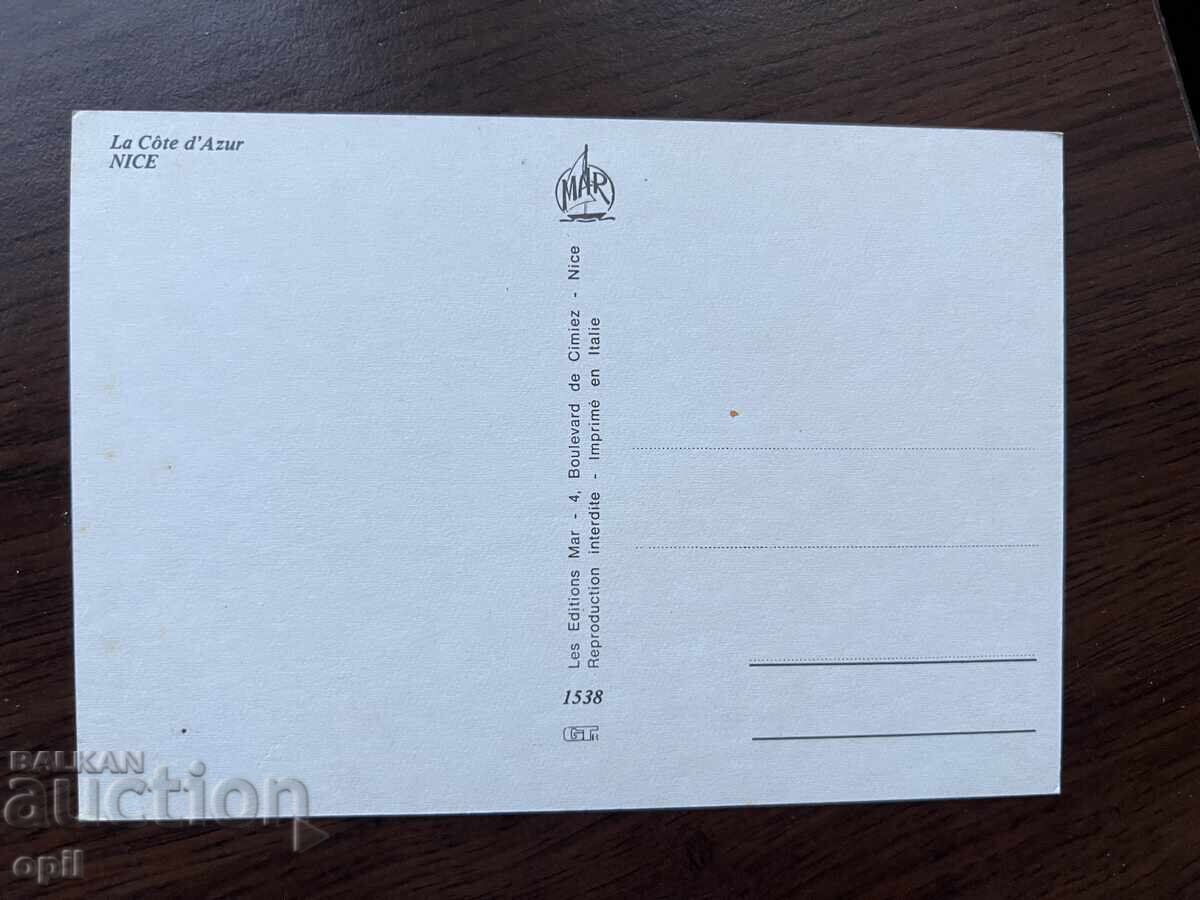 La Côte d'Azur
NICE
MAR
Les Editions Mar - 4, Boulevard de Cimiez - Nice
Reproduction interdite - Imprimé en Italie
1538
BALKAN
auction
opil